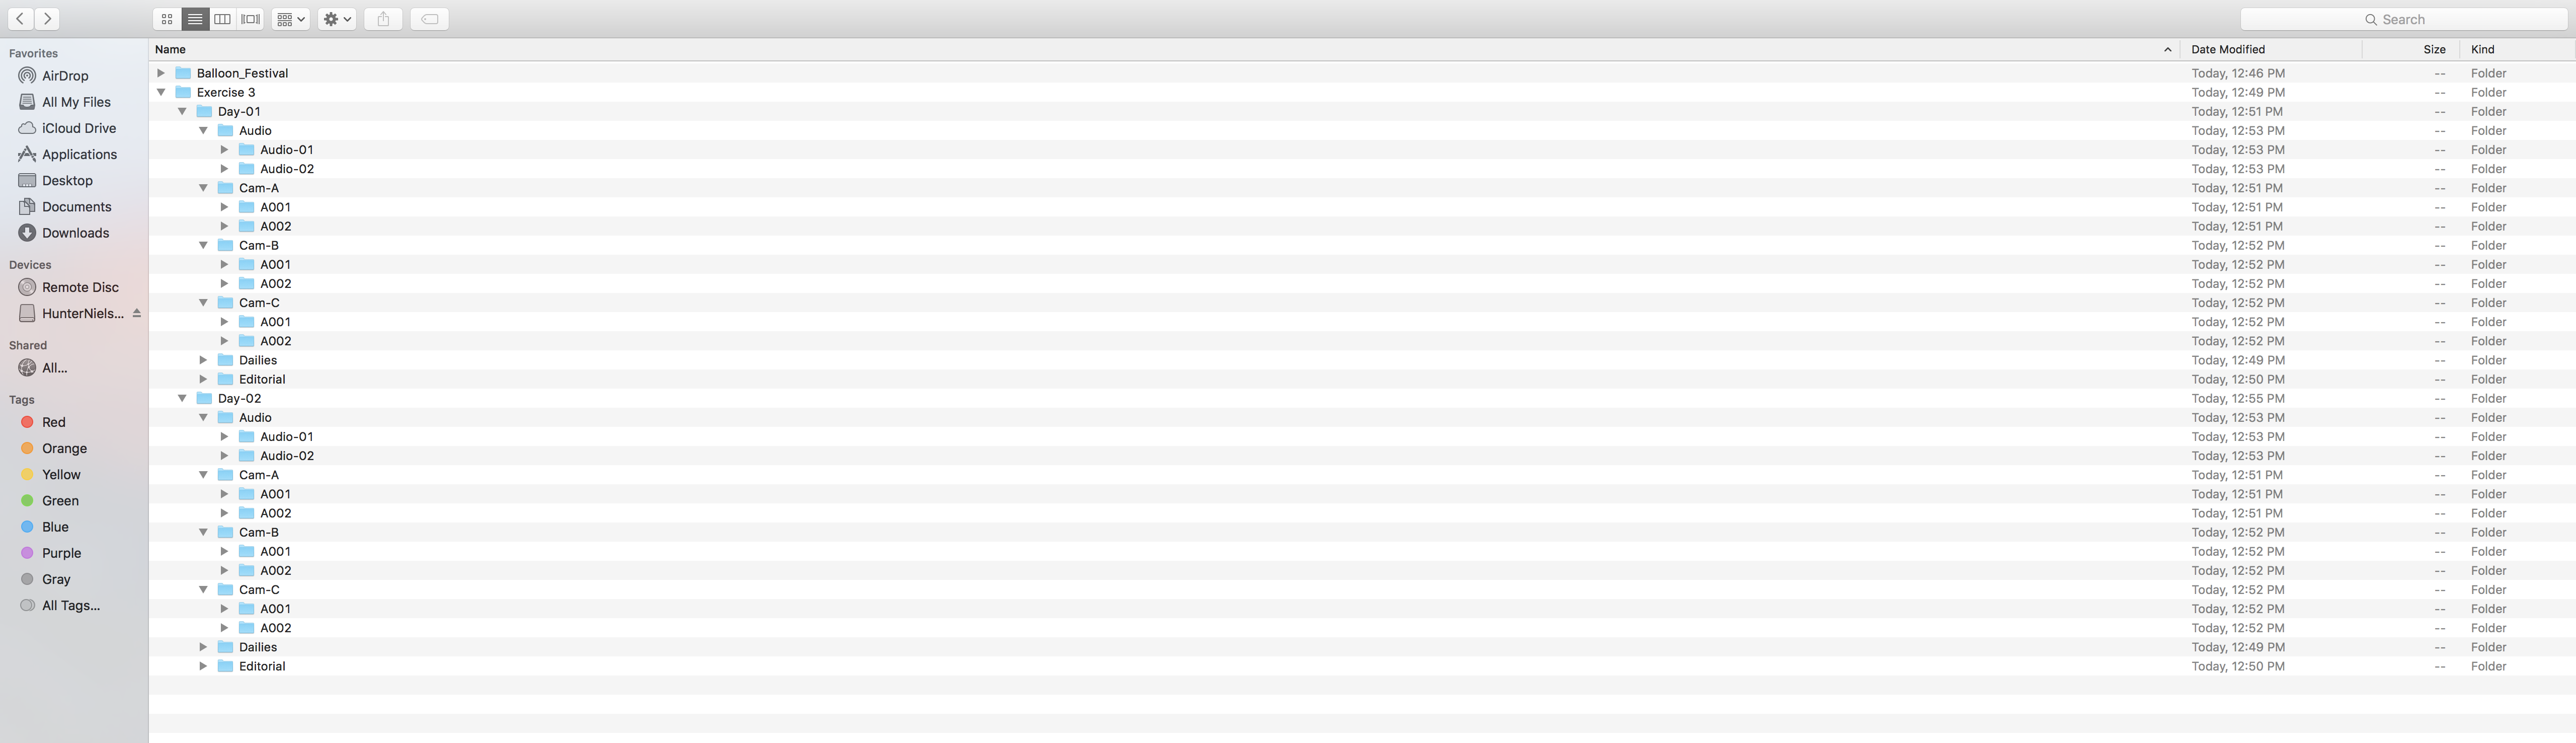 Search
Favorites
AirDrop
All My Files
iCloud Drive
Applications
Desktop
Documents
Downloads
Devices
Remote Disc
HunterNiels...
Shared
All...
Tags
Red
Orange
Yellow
Green
Blue
Purple
Gray
All Tags...
Name Date Modified Size Kind
Balloon_Festival Today, 12:46 PM -- Folder
Exercise 3 Today, 12:49 PM -- Folder
Day-01 Today, 12:51 PM -- Folder
Audio Today, 12:53 PM -- Folder
Audio-01 Today, 12:53 PM -- Folder
Audio-02 Today, 12:53 PM -- Folder
Cam-A Today, 12:51 PM -- Folder
A001 Today, 12:51 PM -- Folder
A002 Today, 12:51 PM -- Folder
Cam-B Today, 12:52 PM -- Folder
A001 Today, 12:52 PM -- Folder
A002 Today, 12:52 PM -- Folder
Cam-C Today, 12:52 PM -- Folder
A001 Today, 12:52 PM -- Folder
A002 Today, 12:52 PM -- Folder
Dailies Today, 12:49 PM -- Folder
Editorial Today, 12:50 PM -- Folder
Day-02 Today, 12:55 PM -- Folder
Audio Today, 12:53 PM -- Folder
Audio-01 Today, 12:53 PM -- Folder
Audio-02 Today, 12:53 PM -- Folder
Cam-A Today, 12:51 PM -- Folder
A001 Today, 12:51 PM -- Folder
A002 Today, 12:51 PM -- Folder
Cam-B Today, 12:52 PM -- Folder
A001 Today, 12:52 PM -- Folder
A002 Today, 12:52 PM -- Folder
Cam-C Today, 12:52 PM -- Folder
A001 Today, 12:52 PM -- Folder
A002 Today, 12:52 PM -- Folder
Dailies Today, 12:49 PM -- Folder
Editorial Today, 12:50 PM -- Folder